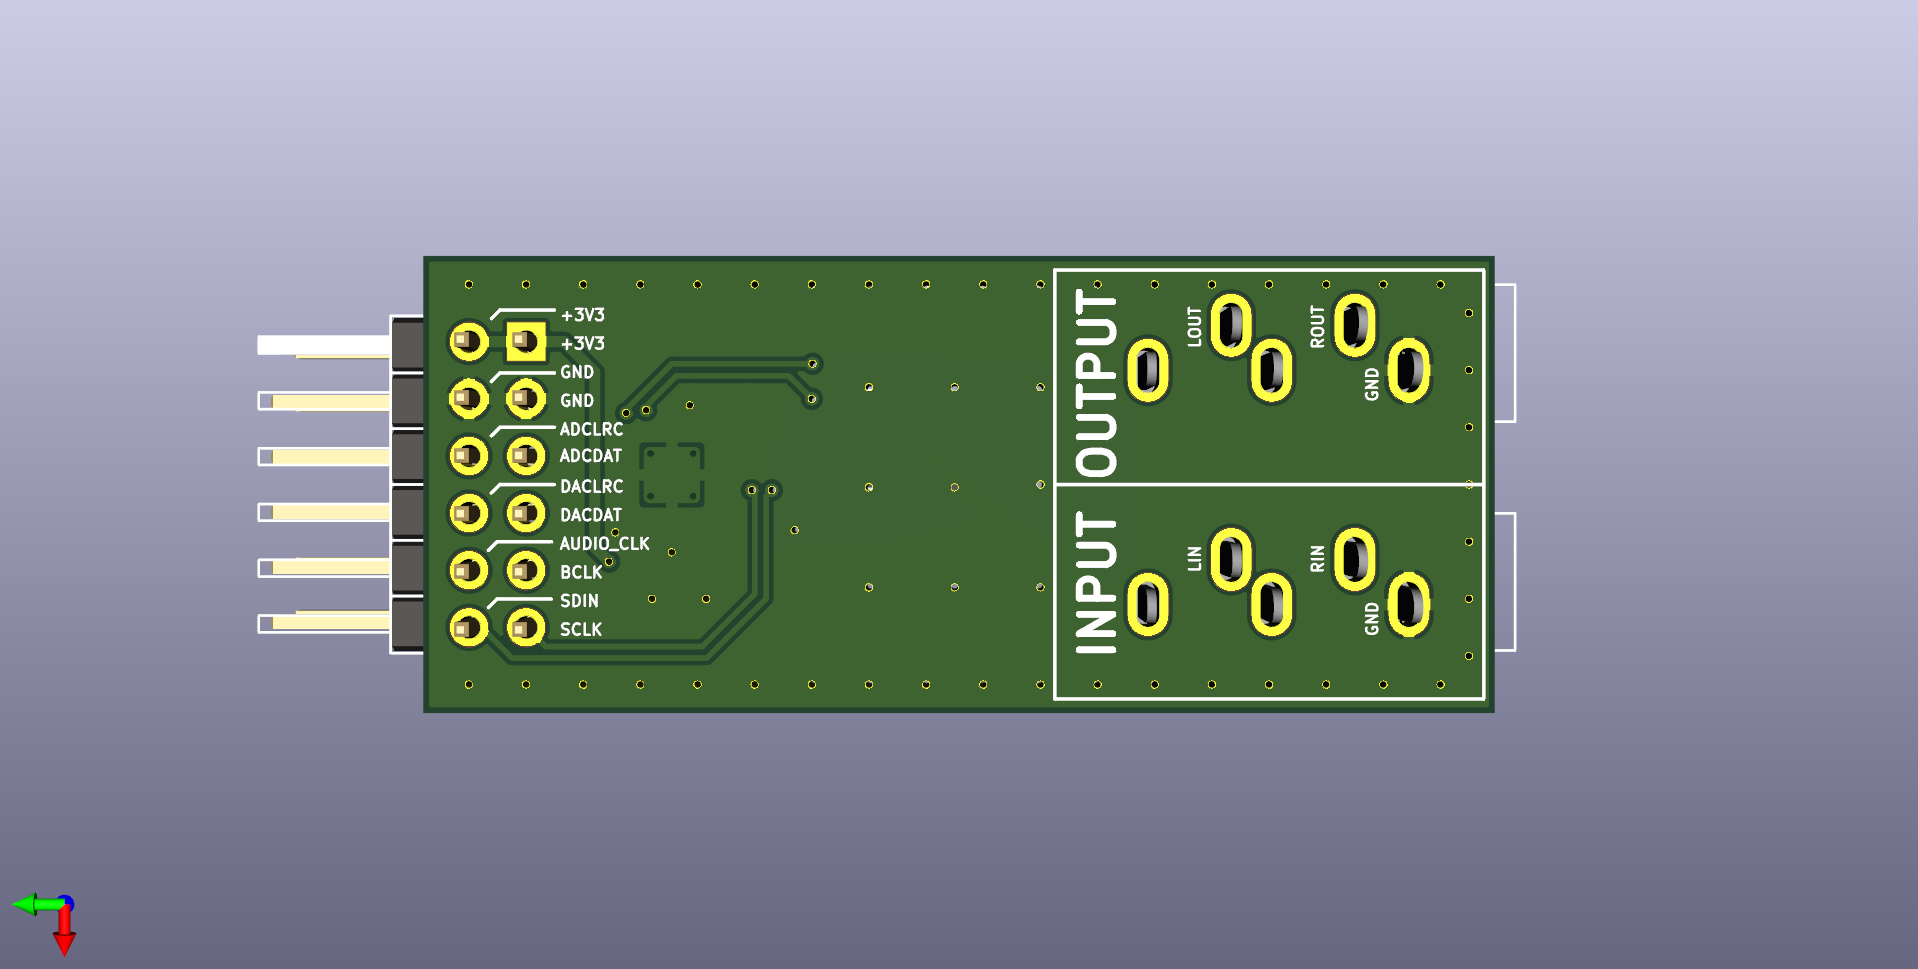 +3V3
+3V3
GND
GND
ADCLRC
ADCDAT
DACLRC
DACDAT
AUDIO_CLK
BCLK
SDIN
SCLK
OUTPUT
LOUT
ROUT
GND
INPUT
LIN
RIN
GND